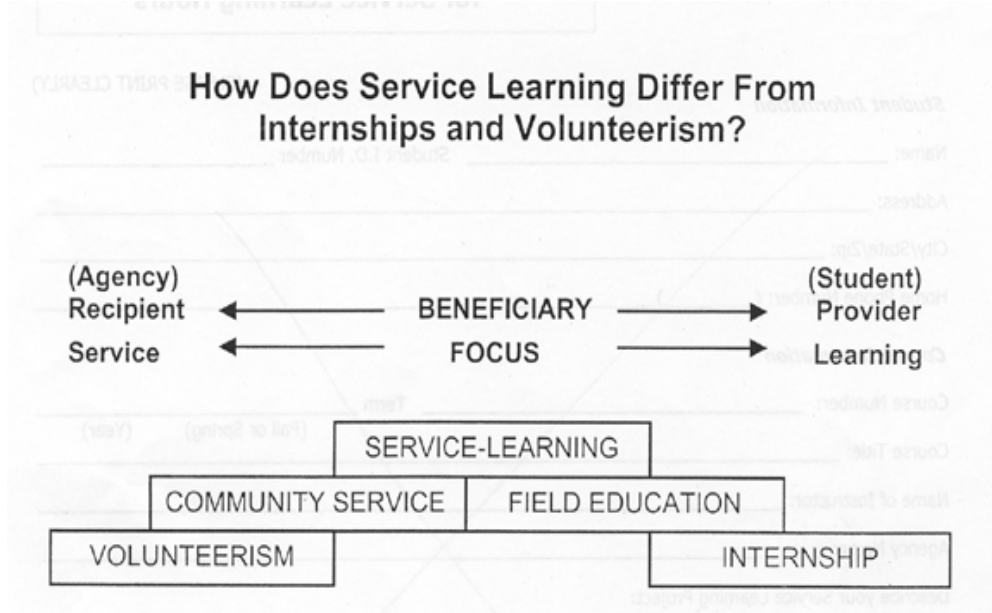 How Does Service Learning Differ From
Internships and Volunteerism?
(Agency) (Student)
Recipient BENEFICIARY Provider
Service FOCUS Learning
SERVICE-LEARNING
COMMUNITY SERVICE FIELD EDUCATION
VOLUNTEERISM INTERNSHIP